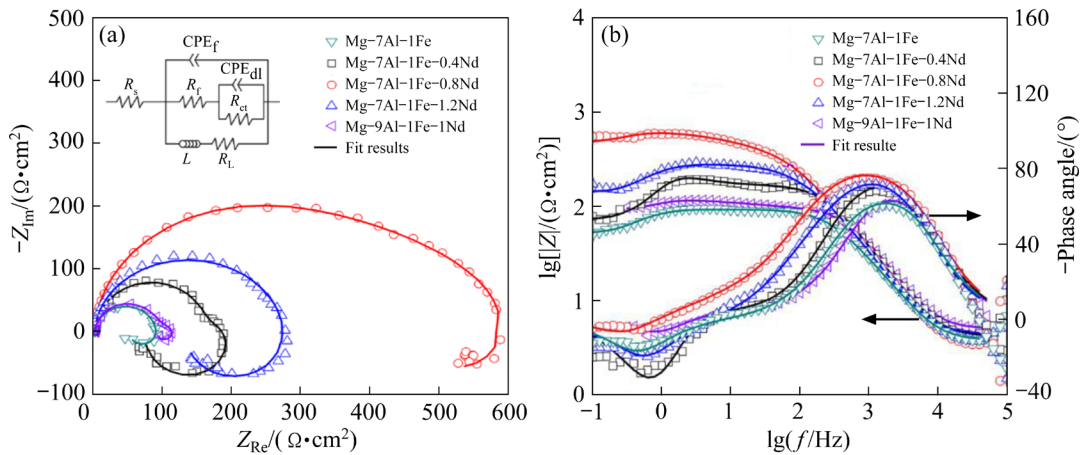 (a)
Mg−7Al−1Fe
Mg−7Al−1Fe−0.4Nd
Mg−7Al−1Fe−0.8Nd
Mg−7Al−1Fe−1.2Nd
Mg−9Al−1Fe−1Nd
Fit results
CPEf
CPEdl
Rs
Rf
Rct
L
RL
500
400
300
200
100
0
−100
−ZIm/(Ω•cm2)
0
100
200
300
400
500
600
ZRe/(Ω•cm2)
(b)
Mg−7Al−1Fe
Mg−7Al−1Fe−0.4Nd
Mg−7Al−1Fe−0.8Nd
Mg−7Al−1Fe−1.2Nd
Mg−9Al−1Fe−1Nd
Fit resulte
4
3
2
1
0
lg[|Z|/(Ω•cm2)]
−1
0
1
2
3
4
5
lg(f/Hz)
160
120
80
40
0
−40
−Phase angle/(°)